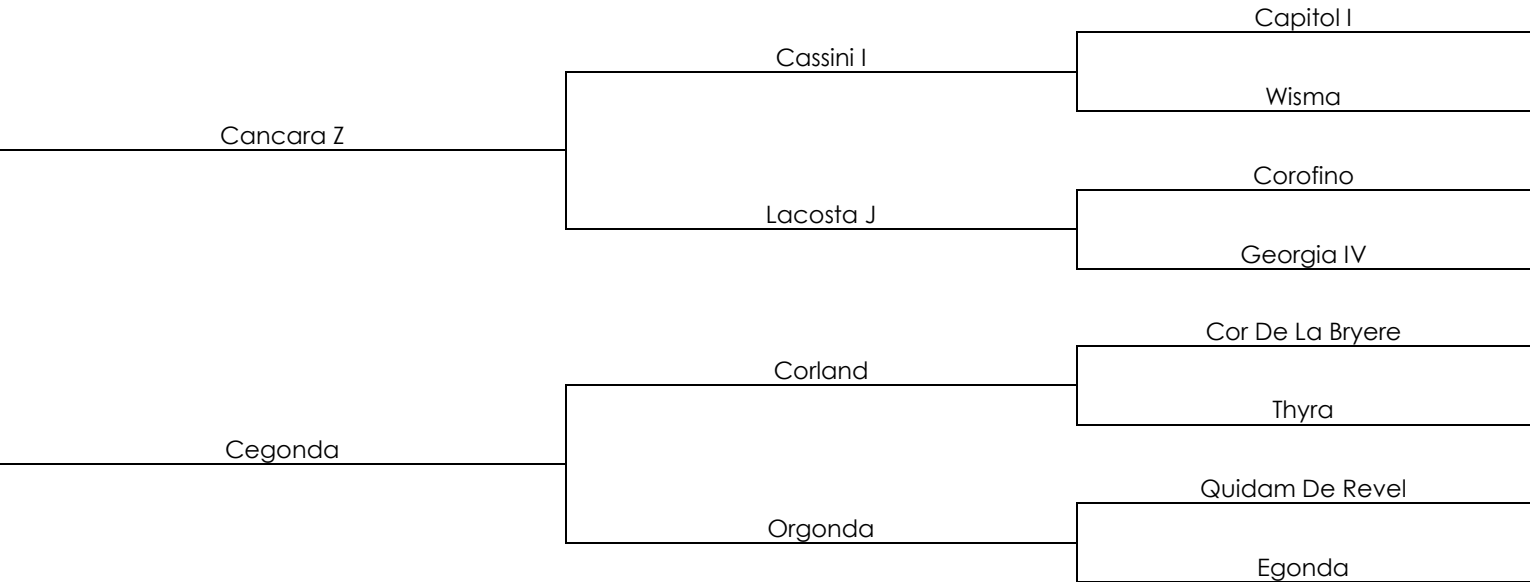 Capitol I
Cassini I
Wisma
Cancara Z
Corofino
Lacosta J
Georgia IV
Cor De La Bryere
Corland
Thyra
Cegonda
Quidam De Revel
Orgonda
Egonda